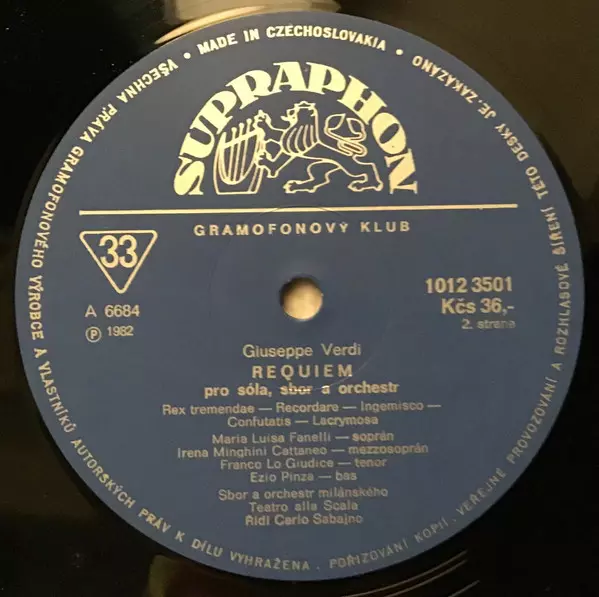 VŠECHNA PRÁVA GRAMOFONOVÉHO VÝROBCE A VLASTNÍKŮ AUTORSKÝCH PRÁV K DÍLU VYHRAŽENA. POŘIZOVÁNÍ KOPIÍ, VEŘEJNÉ PROVOZOVÁNÍ A ROZHLASOVÉ ŠÍŘENÍ TÉTO DESKY JE ZAKÁZÁNO • MADE IN CZECHOSLOVAKIA •
SUPRAPHON
GRAMOFONOVÝ KLUB
33
A 6684
Ⓟ 1982
1012 3501
Kčs 36,-
2. strana
Giuseppe Verdi
REQUIEM
pro sóla, sbor a orchestr
Rex tremendae — Recordare — Ingemisco —
Confutatis — Lacrymosa
Maria Luisa Fanelli — soprán
Irena Minghini Cattaneo — mezzosoprán
Franco Lo Giudice — tenor
Ezio Pinza — bas
Sbor a orchestr milánského
Teatro alla Scala
Řídí Carlo Sabajno